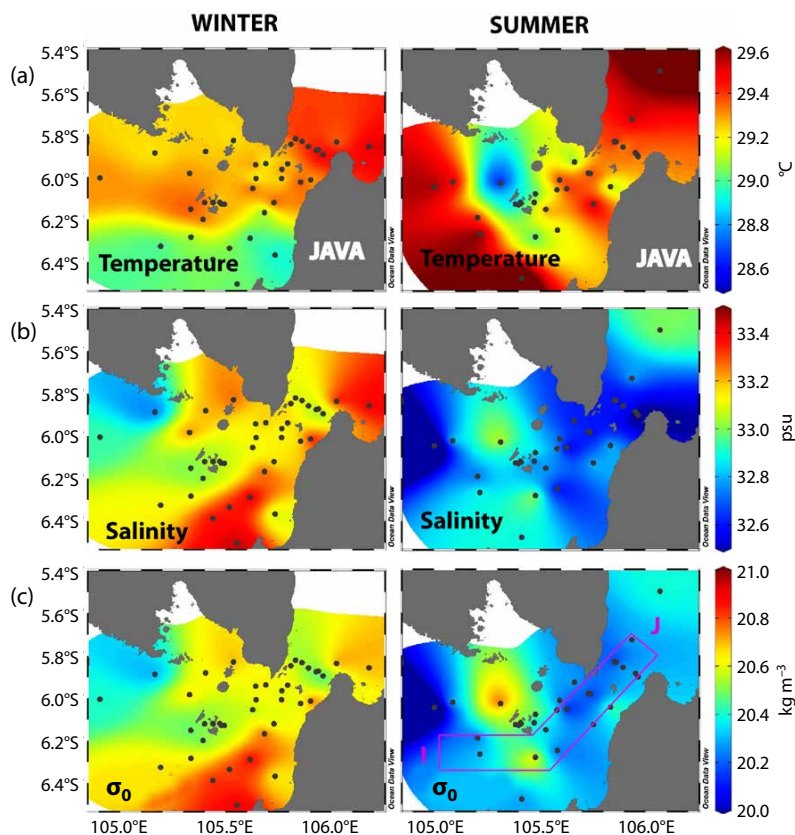 WINTER SUMMER
(a)
5.4°S
5.6°S
5.8°S
6.0°S
6.2°S
6.4°S
Temperature
JAVA
Ocean Data View
Temperature
JAVA
Ocean Data View
29.6
29.4
29.2
29.0
28.8
28.6
°C
(b)
5.4°S
5.6°S
5.8°S
6.0°S
6.2°S
6.4°S
Salinity
Ocean Data View
Salinity
Ocean Data View
33.4
33.2
33.0
32.8
32.6
psu
(c)
5.4°S
5.6°S
5.8°S
6.0°S
6.2°S
6.4°S
σ₀
Ocean Data View
J
I
σ₀
Ocean Data View
21.0
20.8
20.6
20.4
20.2
20.0
kg m⁻³
105.0°E 105.5°E 106.0°E 105.0°E 105.5°E 106.0°E